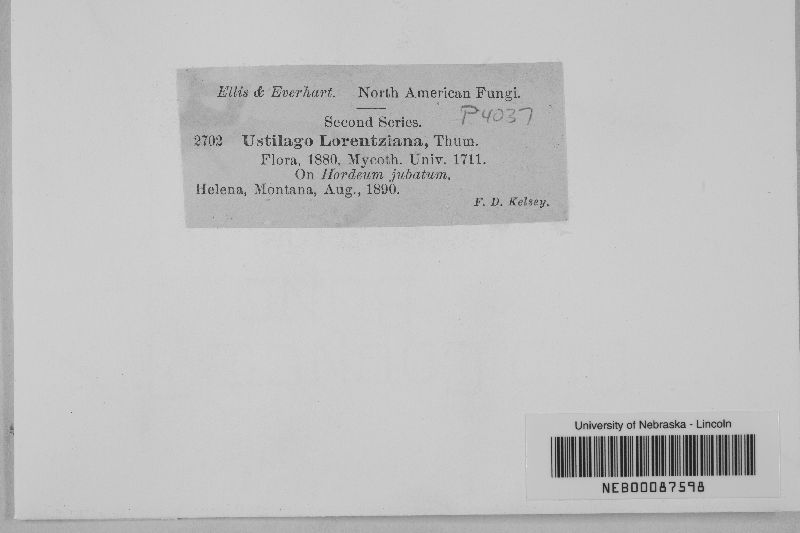 Ellis & Everhart. North American Fungi.
P4037
Second Series.
2702 Ustilago Lorentziana, Thum.
Flora, 1880, Mycoth. Univ. 1711.
On Hordeum jubatum.
Helena, Montana, Aug., 1890.
F. D. Kelsey.
University of Nebraska - Lincoln
NEB00087598